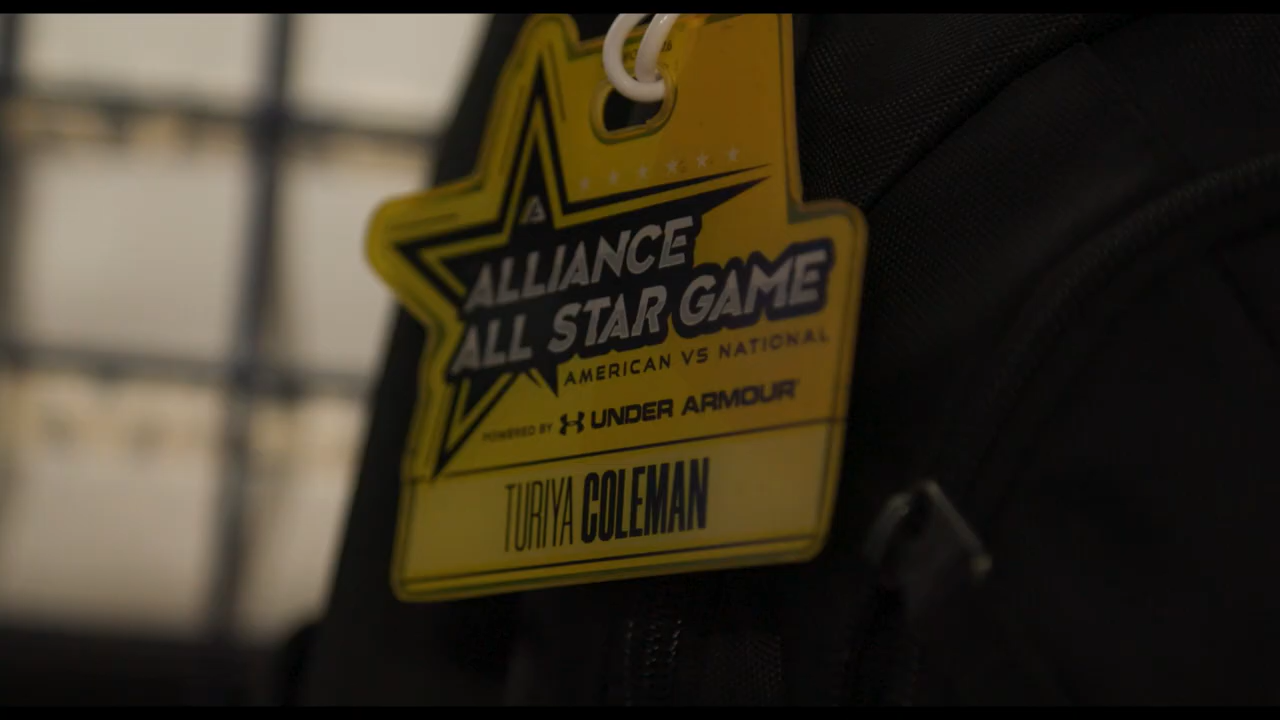 ALLIANCE
ALL STAR GAME
AMERICAN VS NATIONAL
POWERED BY UNDER ARMOUR
TURIYA COLEMAN